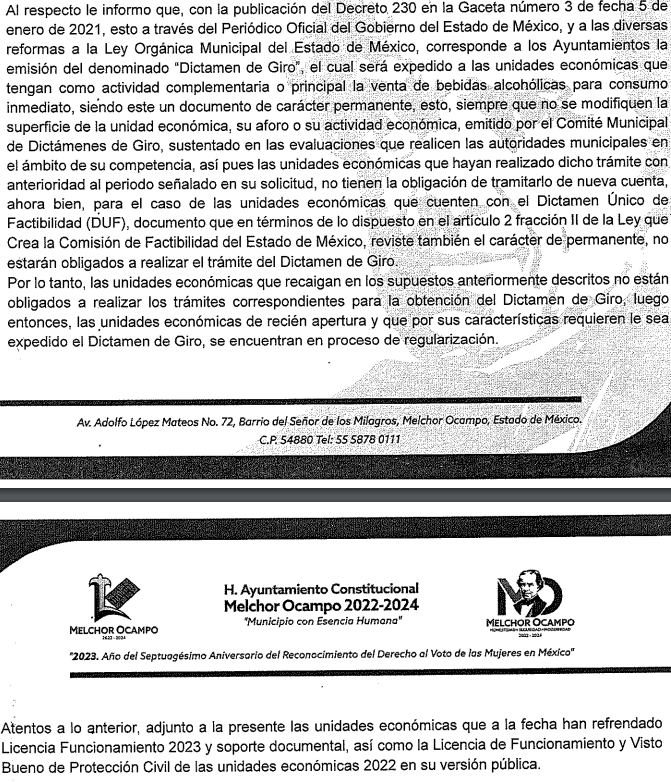 Al respecto le informo que, con la publicación del Decreto 230 en la Gaceta número 3 de fecha 5 de
enero de 2021, esto a través del Periódico Oficial del Gobierno del Estado de México, y a las diversas
reformas a la Ley Orgánica Municipal del Estado de México, corresponde a los Ayuntamientos la
emisión del denominado "Dictamen de Giro", el cual será expedido a las unidades económicas que
tengan como actividad complementaria o principal la venta de bebidas alcohólicas para consumo
inmediato, siendo este un documento de carácter permanente, esto, siempre que no se modifiquen la
superficie de la unidad económica, su aforo o su actividad económica, emitido por el Comité Municipal
de Dictámenes de Giro, sustentado en las evaluaciones que realicen las autoridades municipales en
el ámbito de su competencia, así pues las unidades económicas que hayan realizado dicho trámite con
anterioridad al periodo señalado en su solicitud, no tienen la obligación de tramitarlo de nueva cuenta,
ahora bien, para el caso de las unidades económicas que cuenten con el Dictamen Único de
Factibilidad (DUF), documento que en términos de lo dispuesto en el artículo 2 fracción II de la Ley que
Crea la Comisión de Factibilidad del Estado de México, reviste también el carácter de permanente, no
estarán obligados a realizar el trámite del Dictamen de Giro.
Por lo tanto, las unidades económicas que recaigan en los supuestos anteriormente descritos no están
obligados a realizar los trámites correspondientes para la obtención del Dictamen de Giro, luego
entonces, las unidades económicas de recién apertura y que por sus características requieren le sea
expedido el Dictamen de Giro, se encuentran en proceso de regularización.
Av. Adolfo López Mateos No. 72, Barrio del Señor de los Milagros, Melchor Ocampo, Estado de México.
C.P. 54880 Tel: 55 5878 0111
MELCHOR OCAMPO
2022 - 2024
H. Ayuntamiento Constitucional
Melchor Ocampo 2022-2024
"Municipio con Esencia Humana"
MELCHOR OCAMPO
2022 - 2024
"2023. Año del Septuagésimo Aniversario del Reconocimiento del Derecho al Voto de las Mujeres en México"
Atentos a lo anterior, adjunto a la presente las unidades económicas que a la fecha han refrendado
Licencia Funcionamiento 2023 y soporte documental, así como la Licencia de Funcionamiento y Visto
Bueno de Protección Civil de las unidades económicas 2022 en su versión pública.